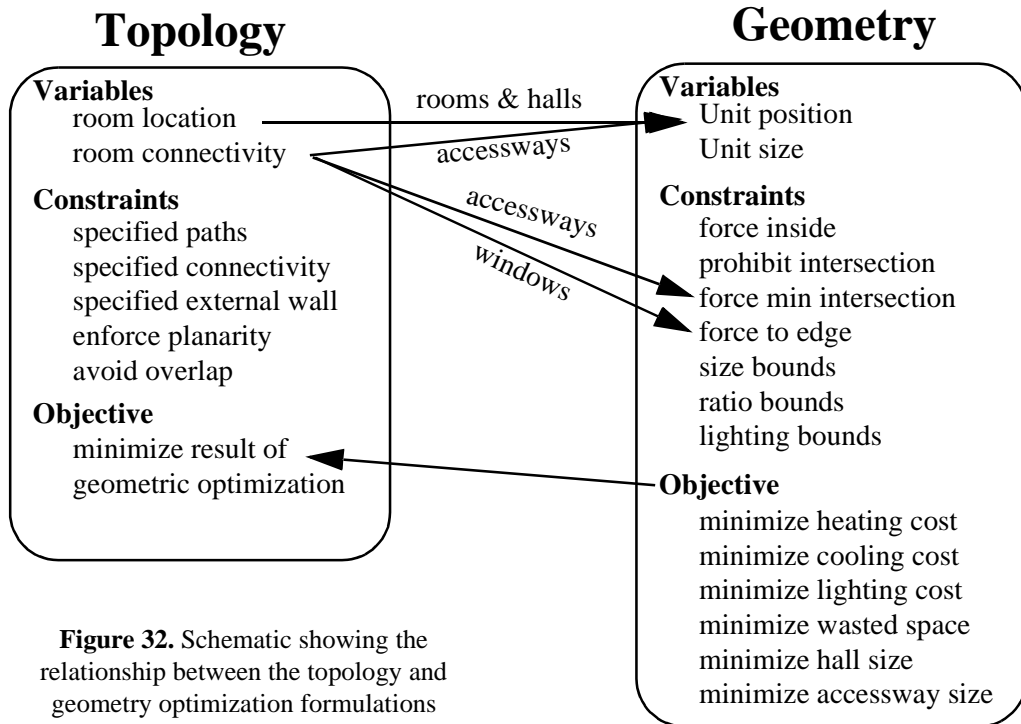 Topology
Variables
room location
room connectivity
Constraints
specified paths
specified connectivity
specified external wall
enforce planarity
avoid overlap
Objective
minimize result of
geometric optimization
rooms & halls
accessways
accessways
windows
Geometry
Variables
Unit position
Unit size
Constraints
force inside
prohibit intersection
force min intersection
force to edge
size bounds
ratio bounds
lighting bounds
Objective
minimize heating cost
minimize cooling cost
minimize lighting cost
minimize wasted space
minimize hall size
minimize accessway size
Figure 32. Schematic showing the
relationship between the topology and
geometry optimization formulations